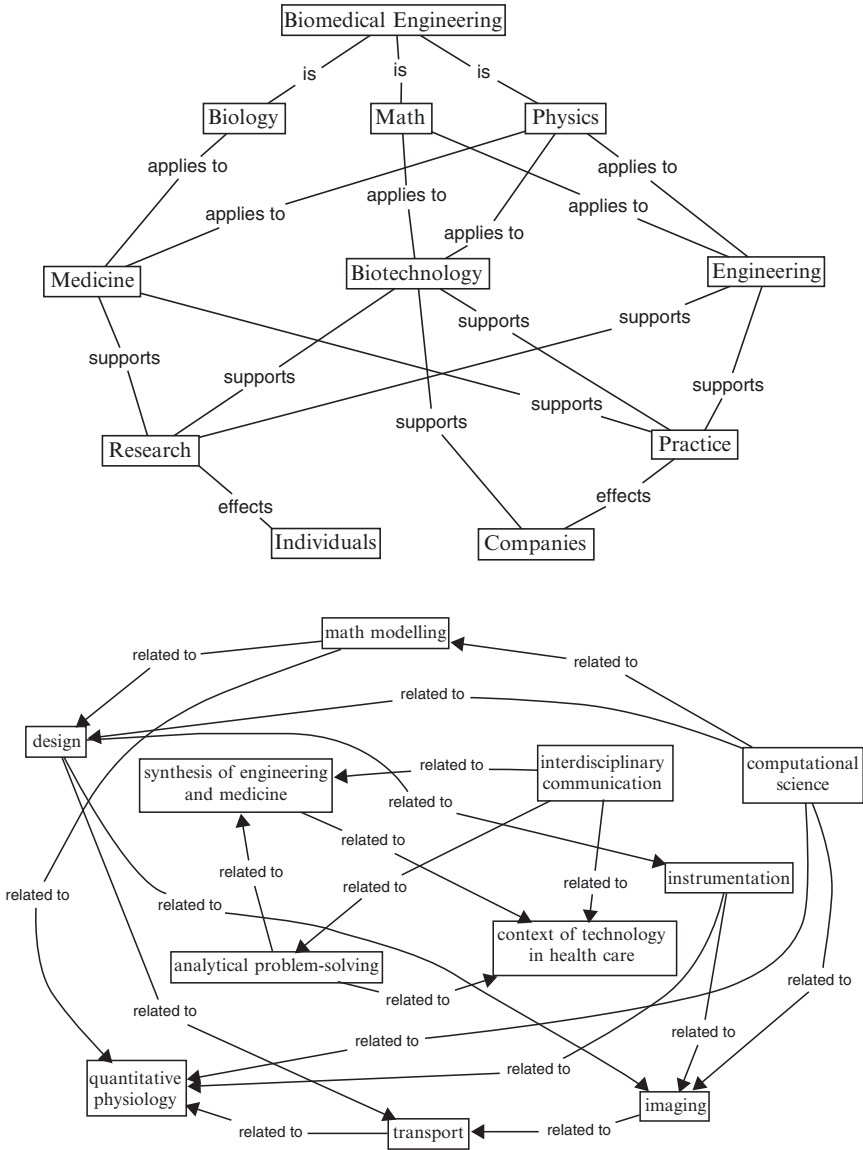 Biomedical Engineering
is
is
is
Biology
Math
Physics
applies to
applies to
applies to
applies to
applies to
applies to
Medicine
Biotechnology
Engineering
supports
supports
supports
supports
supports
supports
supports
Research
Practice
effects
effects
Individuals
Companies
math modelling
related to
related to
related to
design
synthesis of engineering
and medicine
related to
interdisciplinary
communication
computational
science
related to
related to
related to
related to
instrumentation
related to
related to
related to
context of technology
in health care
analytical problem-solving
related to
related to
related to
related to
related to
quantitative
physiology
related to
imaging
related to
transport
related to